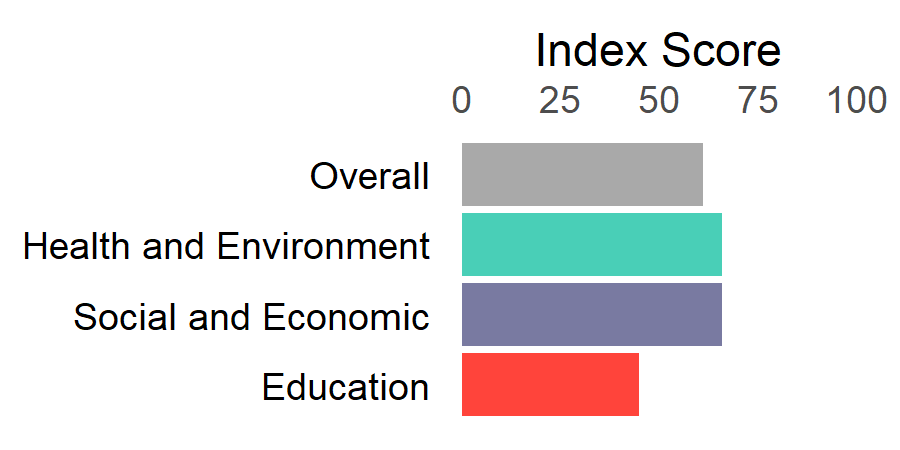 Index Score
0 25 50 75 100
Overall
Health and Environment
Social and Economic
Education